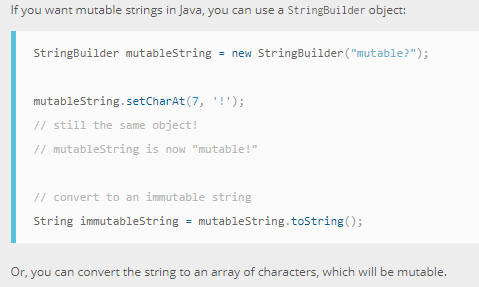 If you want mutable strings in Java, you can use a StringBuilder object:
StringBuilder mutableString = new StringBuilder("mutable?");
mutableString.setCharAt(7, '!');
// still the same object!
// mutableString is now "mutable!"
// convert to an immutable string
String immutableString = mutableString.toString();
Or, you can convert the string to an array of characters, which will be mutable.